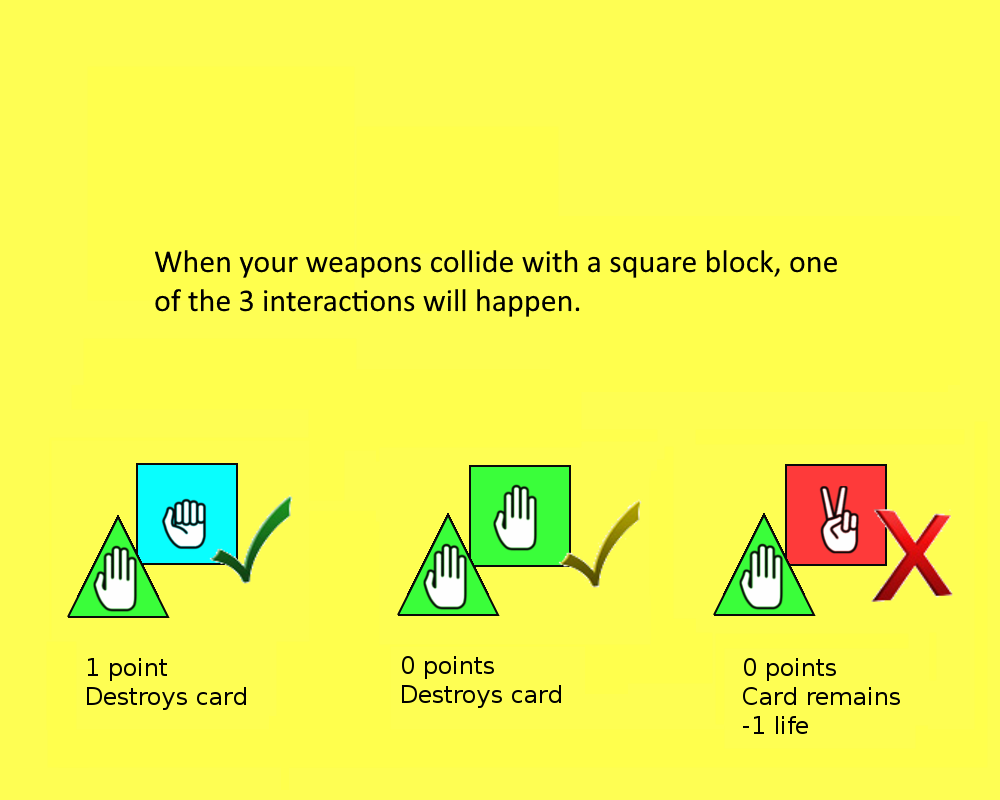 When your weapons collide with a square block, one
of the 3 interactions will happen.
1 point
Destroys card
0 points
Destroys card
0 points
Card remains
-1 life